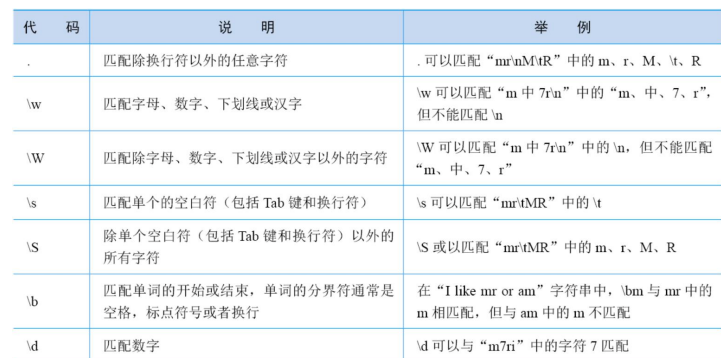 代 码 说 明 举 例
. 匹配除换行符以外的任意字符 . 可以匹配“mr\nM\tR”中的 m、r、M、\t、R
\w 匹配字母、数字、下划线或汉字 \w 可以匹配“m 中 7r\n”中的“m、中、7、r”,
但不能匹配 \n
\W 匹配除字母、数字、下划线或汉字以外的字符 \W 可以匹配“m 中 7r\n”中的 \n，但不能匹配
“m、中、7、r”
\s 匹配单个的空白符（包括 Tab 键和换行符） \s 可以匹配“mr\tMR”中的 \t
\S 除单个空白符（包括 Tab 键和换行符）以外的
所有字符 \S 或以匹配“mr\tMR”中的 m、r、M、R
\b 匹配单词的开始或结束，单词的分界符通常是
空格，标点符号或者换行 在“I like mr or am”字符串中，\bm 与 mr 中的
m 相匹配，但与 am 中的 m 不匹配
\d 匹配数字 \d 可以与“m7ri”中的字符 7 匹配